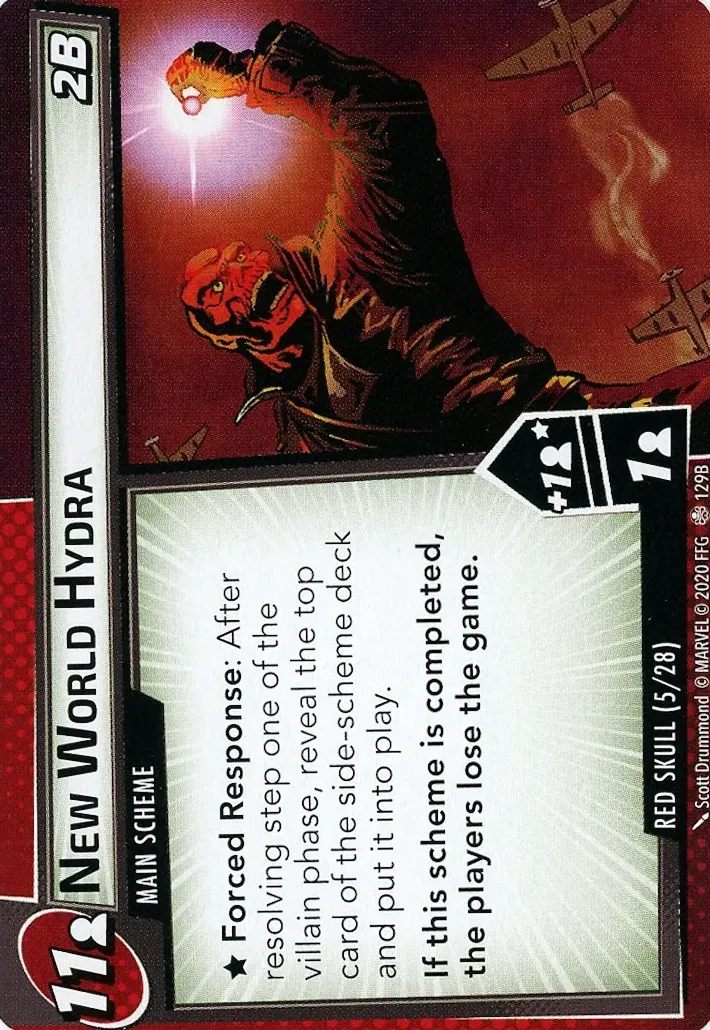 11 NEW WORLD HYDRA 2B
MAIN SCHEME
★ Forced Response: After
resolving step one of the
villain phase, reveal the top
card of the side-scheme deck
and put it into play.
If this scheme is completed,
the players lose the game.
+1 ★
1
RED SKULL (5/28)
Scott Drummond © MARVEL © 2020 FFG 129B